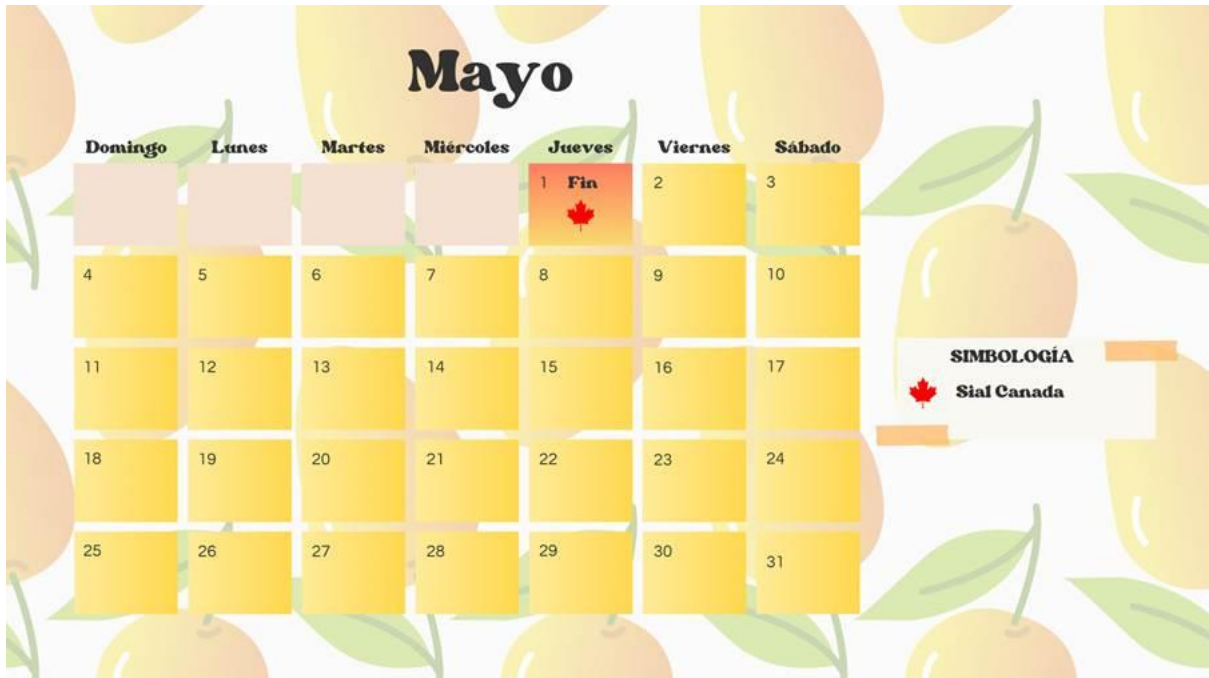 Mayo
Domingo Lunes Martes Miércoles Jueves Viernes Sábado
1 Fin 2 3
4 5 6 7 8 9 10
11 12 13 14 15 16 17
18 19 20 21 22 23 24
25 26 27 28 29 30 31
SIMBOLOGÍA
Sial Canada